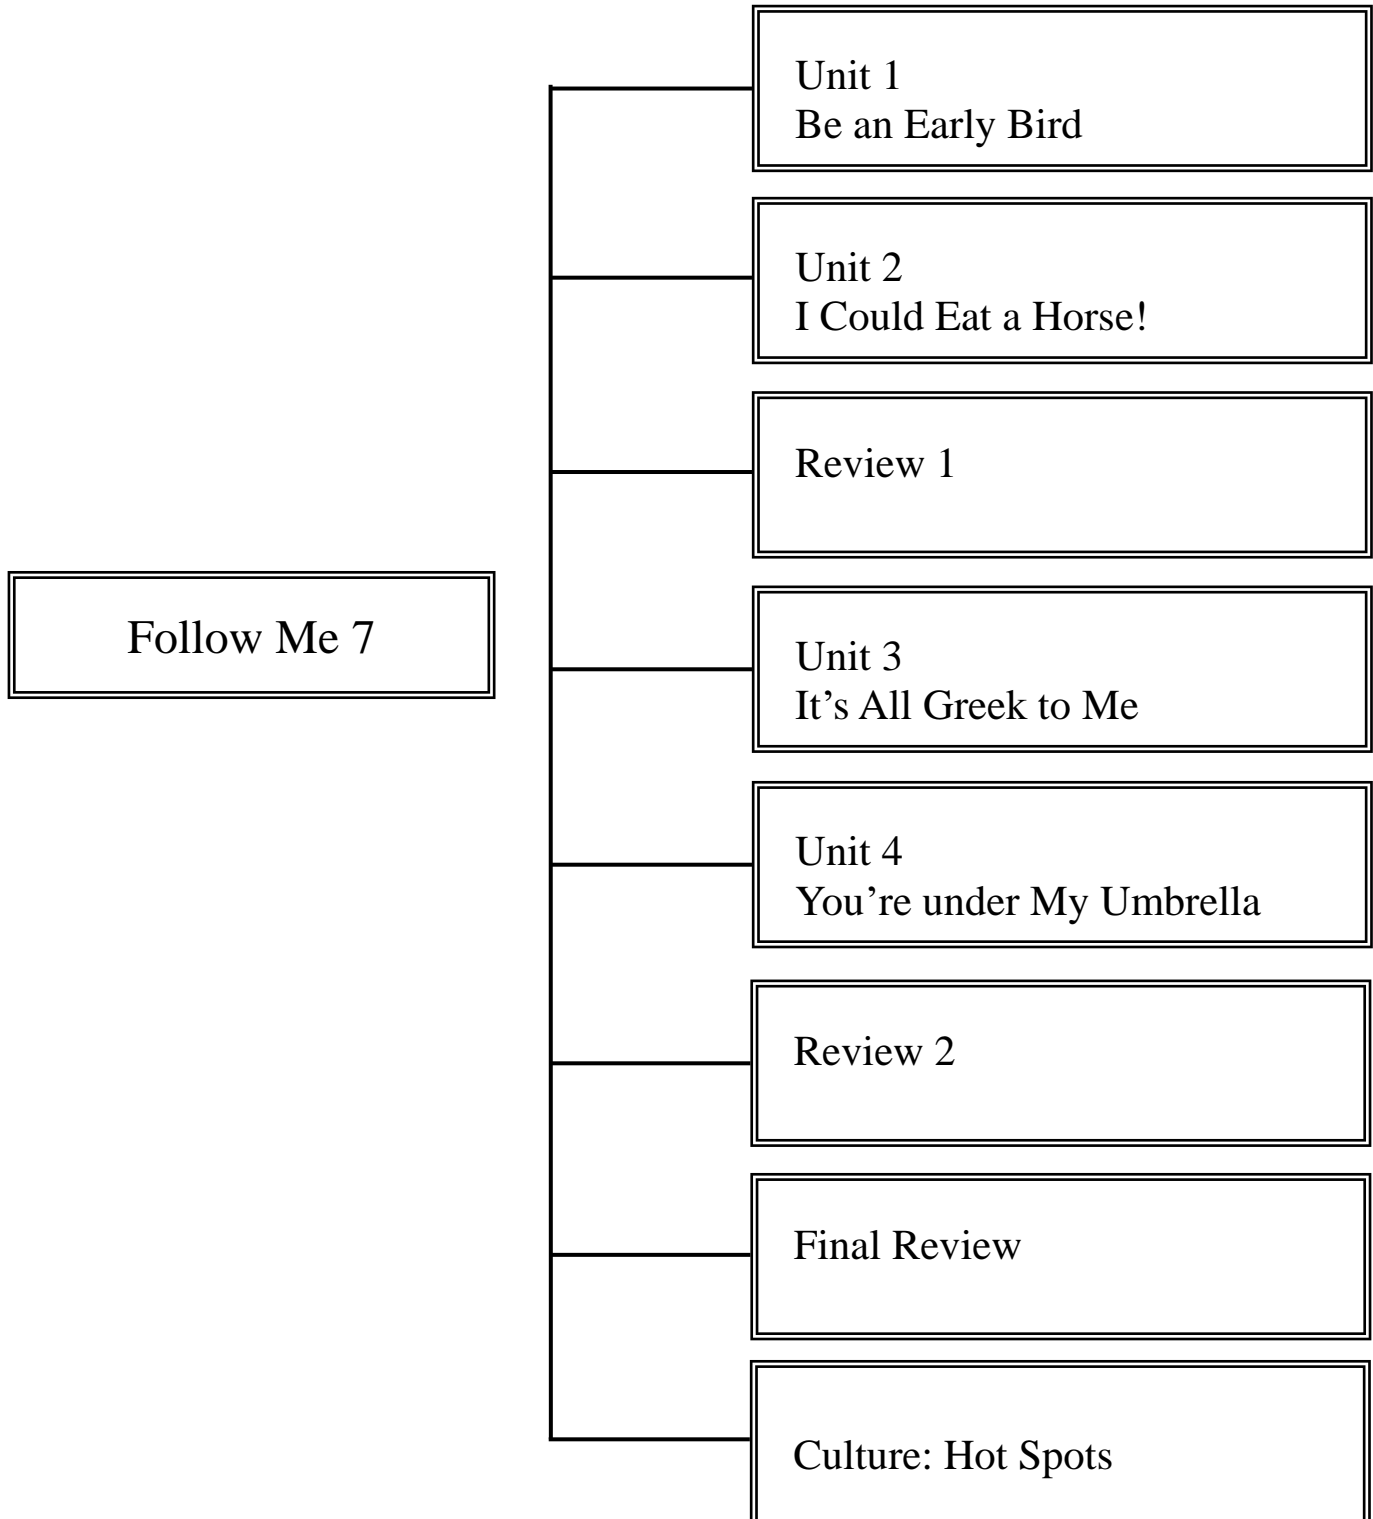 Follow Me 7
Unit 1
Be an Early Bird
Unit 2
I Could Eat a Horse!
Review 1
Unit 3
It’s All Greek to Me
Unit 4
You’re under My Umbrella
Review 2
Final Review
Culture: Hot Spots